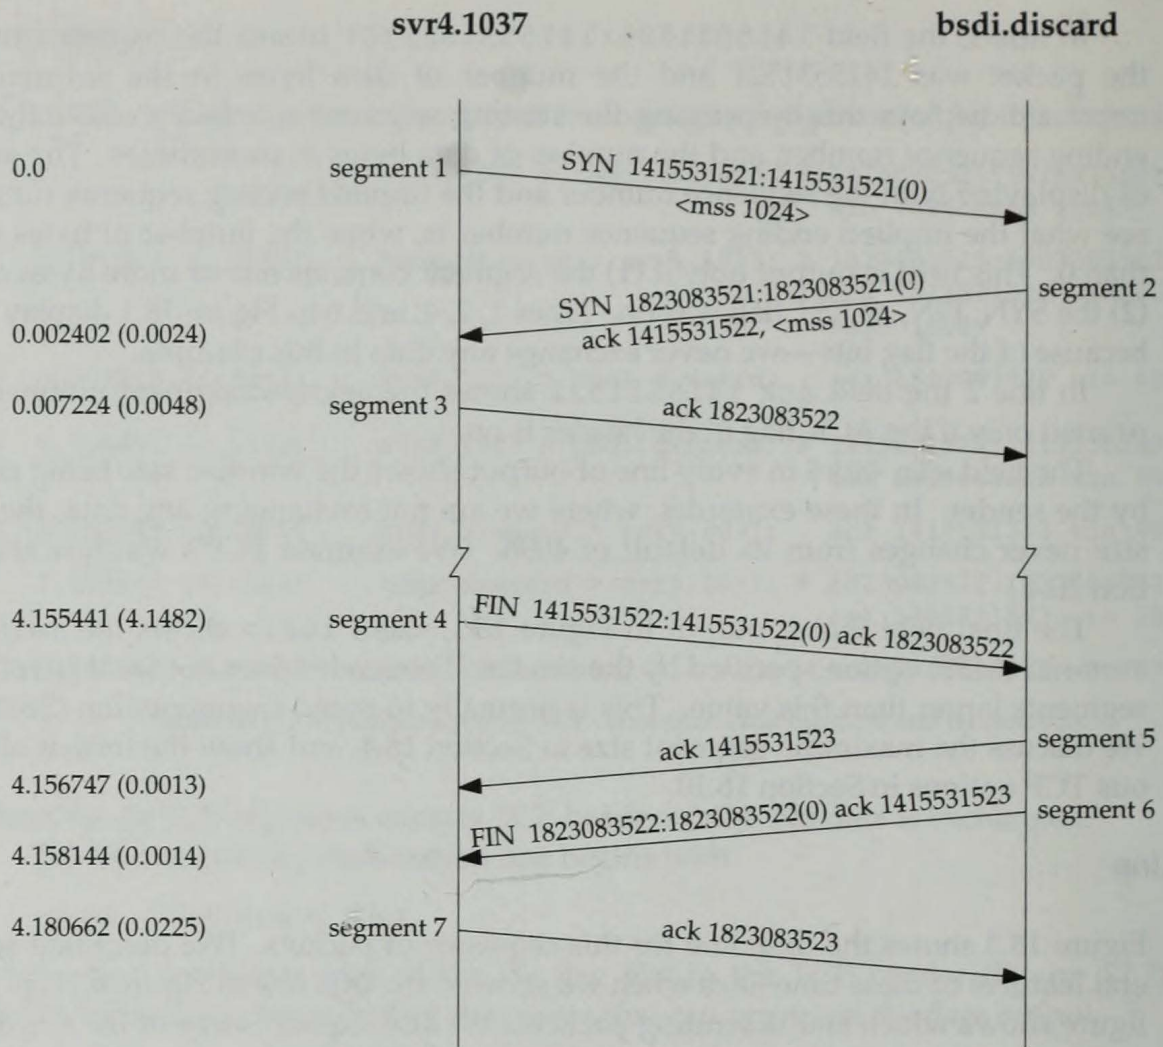 svr4.1037 bsdi.discard
0.0 segment 1 SYN 1415531521:1415531521(0)
<mss 1024>
SYN 1823083521:1823083521(0) segment 2
0.002402 (0.0024) ack 1415531522, <mss 1024>
0.007224 (0.0048) segment 3 ack 1823083522
4.155441 (4.1482) segment 4 FIN 1415531522:1415531522(0) ack 1823083522
ack 1415531523 segment 5
4.156747 (0.0013)
FIN 1823083522:1823083522(0) ack 1415531523 segment 6
4.158144 (0.0014)
4.180662 (0.0225) segment 7 ack 1823083523